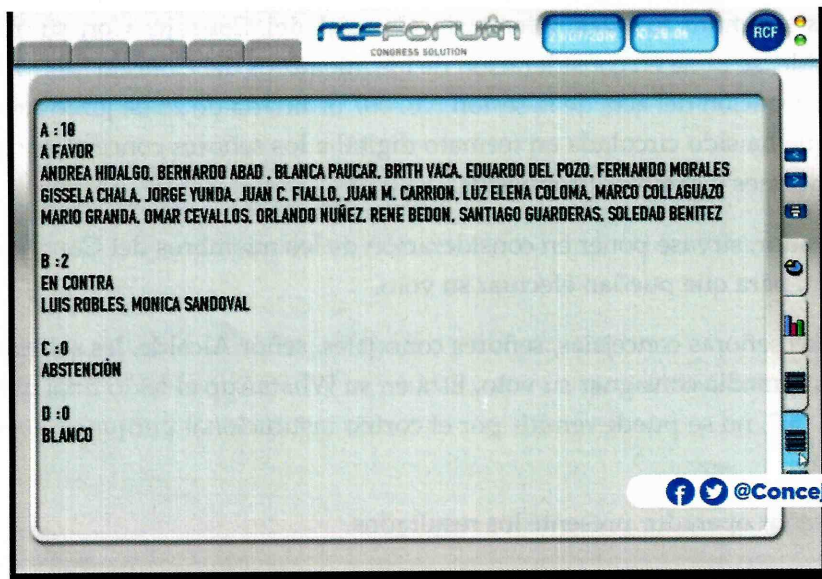 RCFFORUM
CONGRESS SOLUTION
RCF
A :18
A FAVOR
ANDREA HIDALGO, BERNARDO ABAD , BLANCA PAUCAR, BRITH VACA, EDUARDO DEL POZO, FERNANDO MORALES
GISSELA CHALA, JORGE YUNDA, JUAN C. FIALLO, JUAN M. CARRION, LUZ ELENA COLOMA, MARCO COLLAGUAZO
MARIO GRANDA, OMAR CEVALLOS, ORLANDO NUÑEZ, RENE BEDON, SANTIAGO GUARDERAS, SOLEDAD BENITEZ
B :2
EN CONTRA
LUIS ROBLES, MONICA SANDOVAL
C :0
ABSTENCIÓN
D :0
BLANCO
@Concej